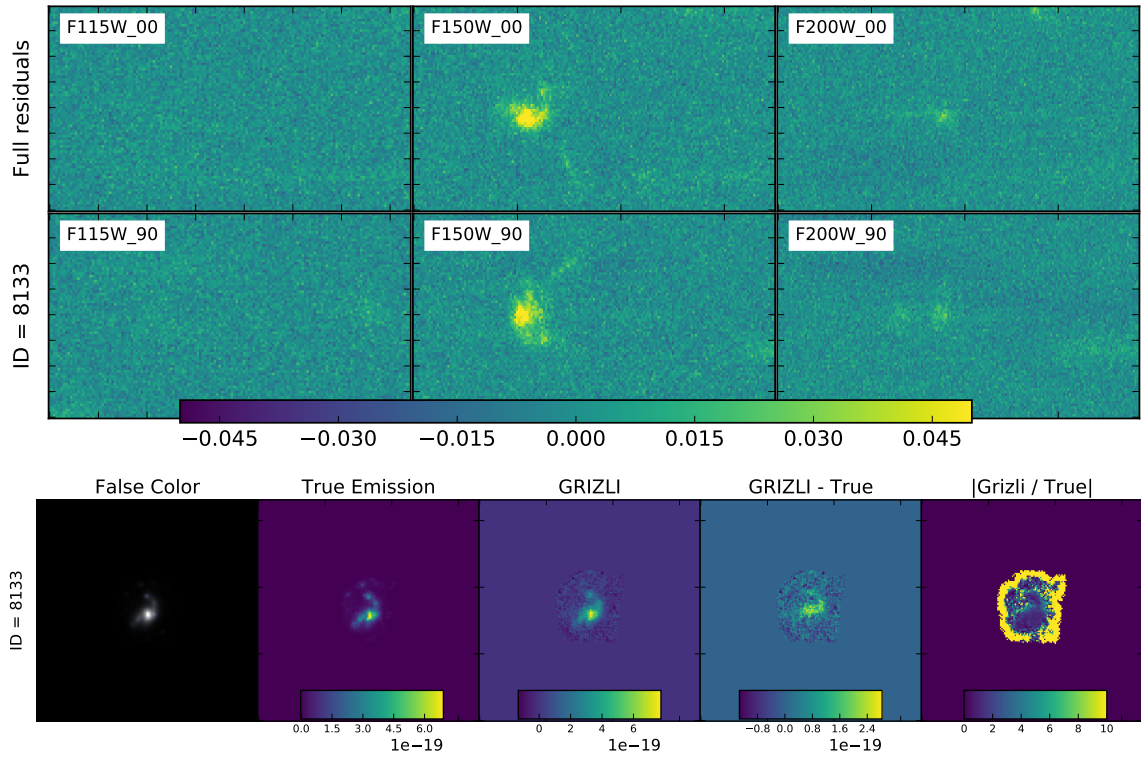 Full residuals
F115W_00
F150W_00
F200W_00
ID = 8133
F115W_90
F150W_90
F200W_90
−0.045 −0.030 −0.015 0.000 0.015 0.030 0.045
False Color
True Emission
GRIZLI
GRIZLI - True
|Grizli / True|
ID = 8133
0.0 1.5 3.0 4.5 6.0
1e−19
0 2 4 6
1e−19
−0.8 0.0 0.8 1.6 2.4
1e−19
0 2 4 6 8 10